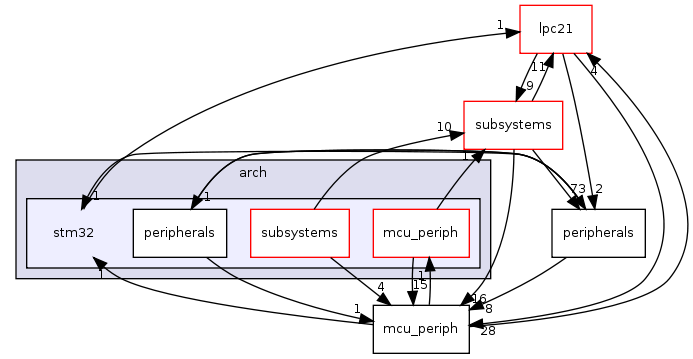 lpc21
1
11
4
9
subsystems
10
1
arch
1
1
73
2
stm32
peripherals
subsystems
mcu_periph
peripherals
1
1
15
4
16
1
8
mcu_periph
28